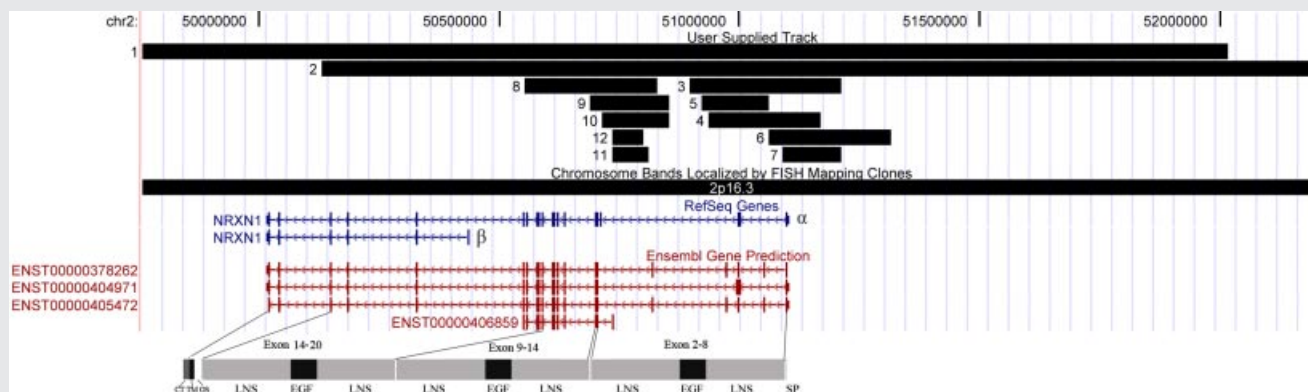 chr2: 50000000 50500000 51000000 51500000 52000000
User Supplied Track
1
2
8 3
9 5
10 4
12 6
11 7
Chromosome Bands Localized by FISH Mapping Clones
2p16.3
RefSeq Genes
NRXN1 α
NRXN1 β
Ensembl Gene Prediction
ENST00000378262
ENST00000404971
ENST00000405472
ENST00000406859
Exon 14-20 Exon 9-14 Exon 2-8
LNS EGF LNS LNS EGF LNS LNS EGF LNS SP